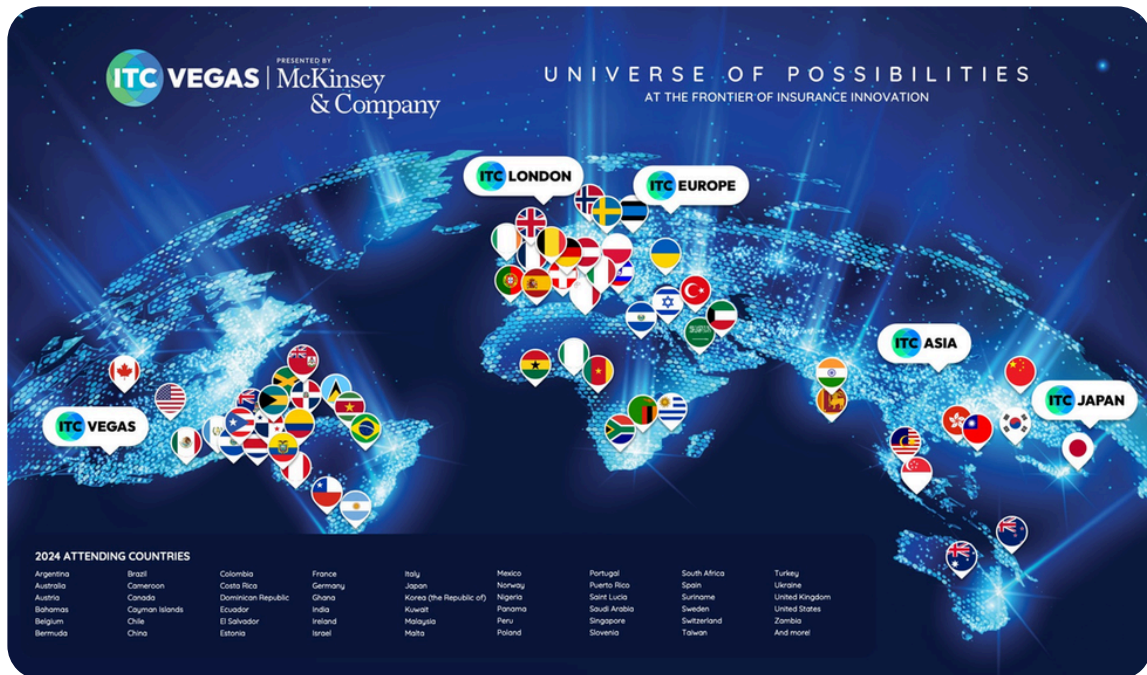 ITC VEGAS
PRESENTED BY
McKinsey
& Company
UNIVERSE OF POSSIBILITIES
AT THE FRONTIER OF INSURANCE INNOVATION
ITC LONDON
ITC EUROPE
ITC ASIA
ITC JAPAN
ITC VEGAS
2024 ATTENDING COUNTRIES
Argentina
Australia
Austria
Bahamas
Belgium
Bermuda
Brazil
Cameroon
Canada
Cayman Islands
Chile
China
Colombia
Costa Rica
Dominican Republic
Ecuador
El Salvador
Estonia
France
Germany
Ghana
India
Ireland
Israel
Italy
Japan
Korea (the Republic of)
Kuwait
Malaysia
Malta
Mexico
Norway
Nigeria
Panama
Peru
Poland
Portugal
Puerto Rico
Saint Lucia
Saudi Arabia
Singapore
Slovenia
South Africa
Spain
Suriname
Sweden
Switzerland
Taiwan
Turkey
Ukraine
United Kingdom
United States
Zambia
And more!